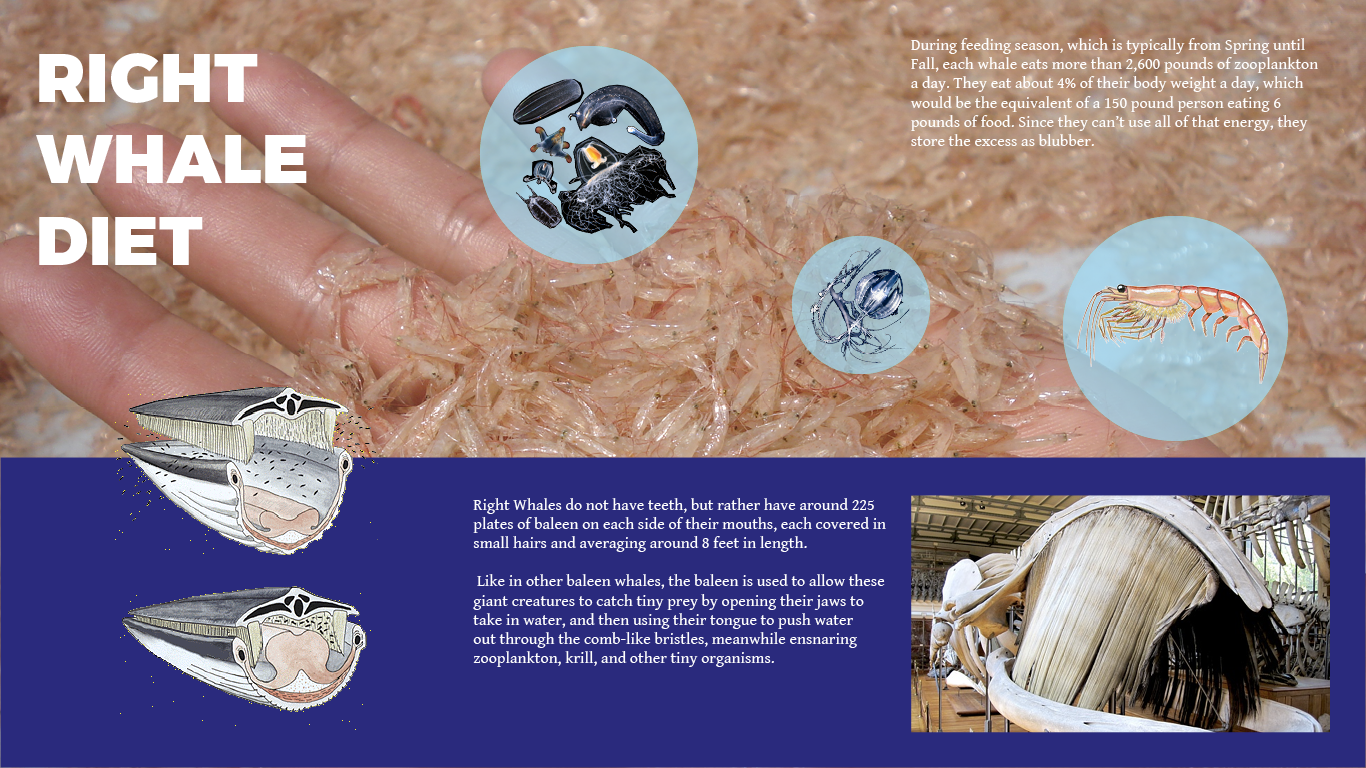 RIGHT
WHALE
DIET
During feeding season, which is typically from Spring until
Fall, each whale eats more than 2,600 pounds of zooplankton
a day. They eat about 4% of their body weight a day, which
would be the equivalent of a 150 pound person eating 6
pounds of food. Since they can’t use all of that energy, they
store the excess as blubber.
Right Whales do not have teeth, but rather have around 225
plates of baleen on each side of their mouths, each covered in
small hairs and averaging around 8 feet in length.
Like in other baleen whales, the baleen is used to allow these
giant creatures to catch tiny prey by opening their jaws to
take in water, and then using their tongue to push water
out through the comb-like bristles, meanwhile ensnaring
zooplankton, krill, and other tiny organisms.